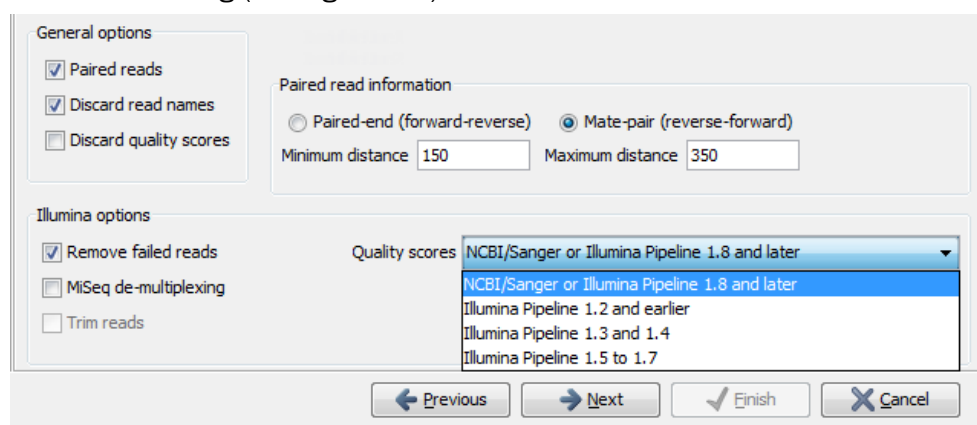 General options
Paired reads
Discard read names
Discard quality scores
Paired read information
Paired-end (forward-reverse) Mate-pair (reverse-forward)
Minimum distance 150 Maximum distance 350
Illumina options
Remove failed reads
MiSeq de-multiplexing
Trim reads
Quality scores NCBI/Sanger or Illumina Pipeline 1.8 and later
NCBI/Sanger or Illumina Pipeline 1.8 and later
Illumina Pipeline 1.2 and earlier
Illumina Pipeline 1.3 and 1.4
Illumina Pipeline 1.5 to 1.7
Previous Next Finish Cancel